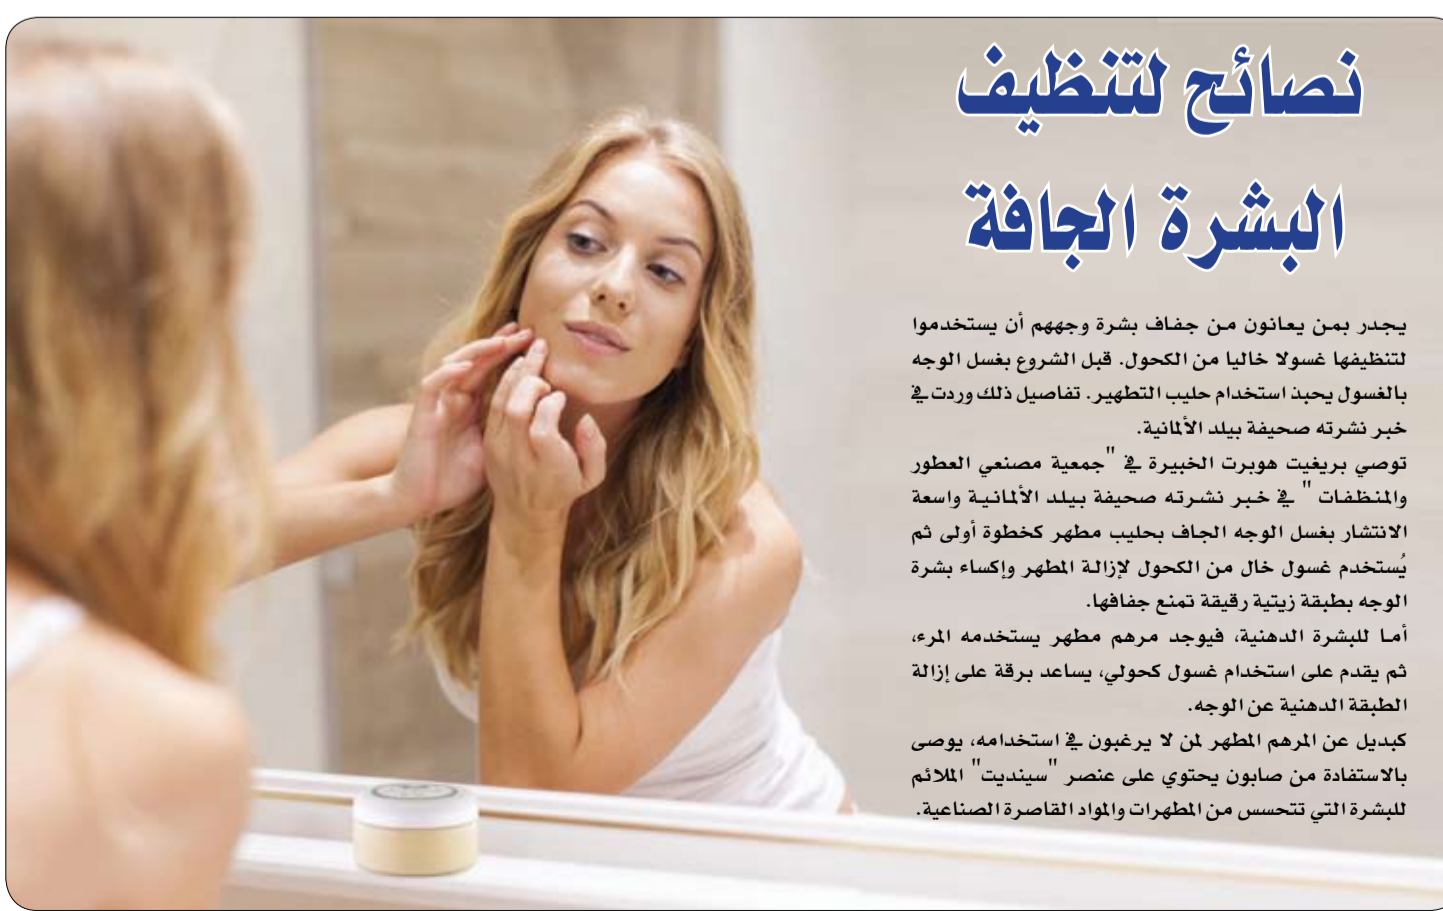 نصائح لتنظيف
البشرة الجافة
يجدر بمن يعانون من جفاف بشرة وجههم أن يستخدموا
لتنظيفها غسولا خاليا من الكحول. قبل الشروع بغسل الوجه
بالغسول يحبذ استخدام حليب التطهير. تفاصيل ذلك وردت في
خبر نشرته صحيفة بيلد الألمانية.
توصي بريغيت هوبرت الخبيرة في "جمعية مصنعي العطور
والمنظفات " في خبر نشرته صحيفة بيلد الألمانية واسعة
الانتشار بغسل الوجه الجاف بحليب مطهر كخطوة أولى ثم
يُستخدم غسول خال من الكحول لإزالة المطهر وإكساء بشرة
الوجه بطبقة زيتية رقيقة تمنع جفافها.
أما للبشرة الدهنية، فيوجد مرهم مطهر يستخدمه المرء،
ثم يقدم على استخدام غسول كحولي، يساعد برقة على إزالة
الطبقة الدهنية عن الوجه.
كبديل عن المرهم المطهر لمن لا يرغبون في استخدامه، يوصى
بالاستفادة من صابون يحتوي على عنصر "سينديت" الملائم
للبشرة التي تتحسس من المطهرات والمواد القاصرة الصناعية.